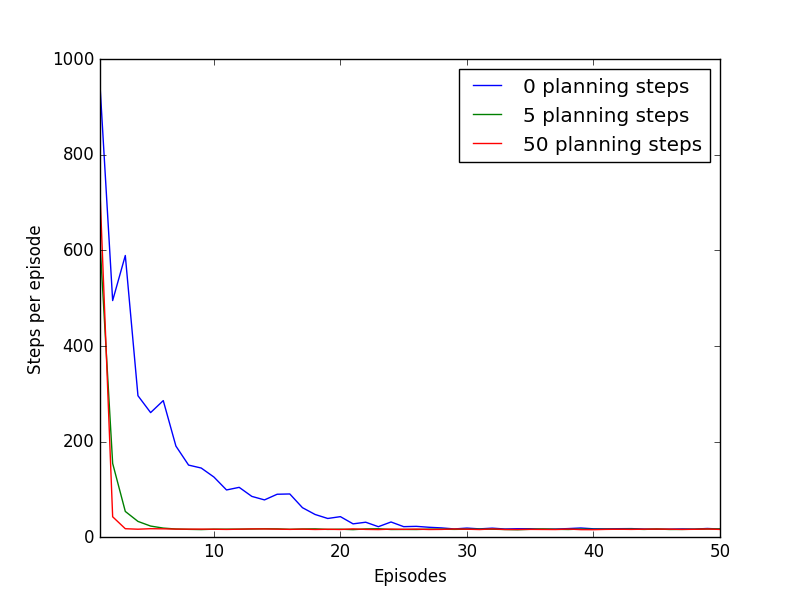 1000
800
600
400
200
0
Steps per episode
0 planning steps
5 planning steps
50 planning steps
10
20
30
40
50
Episodes